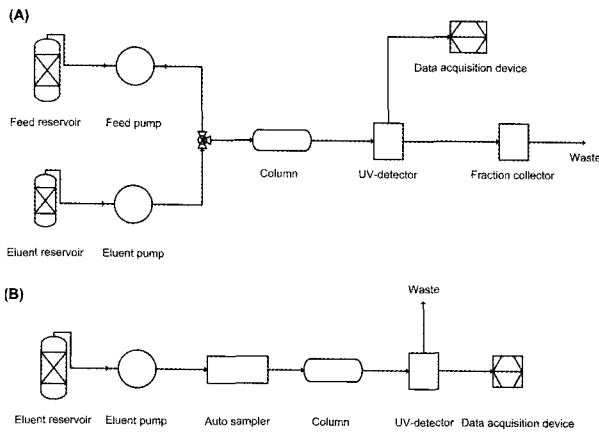 (A)
Data acquisition device
Feed reservoir Feed pump
Waste
Column UV-detector Fraction collector
Eluent reservoir Eluent pump
(B)
Waste
Eluent reservoir Eluent pump Auto sampler Column UV-detector Data acquisition device